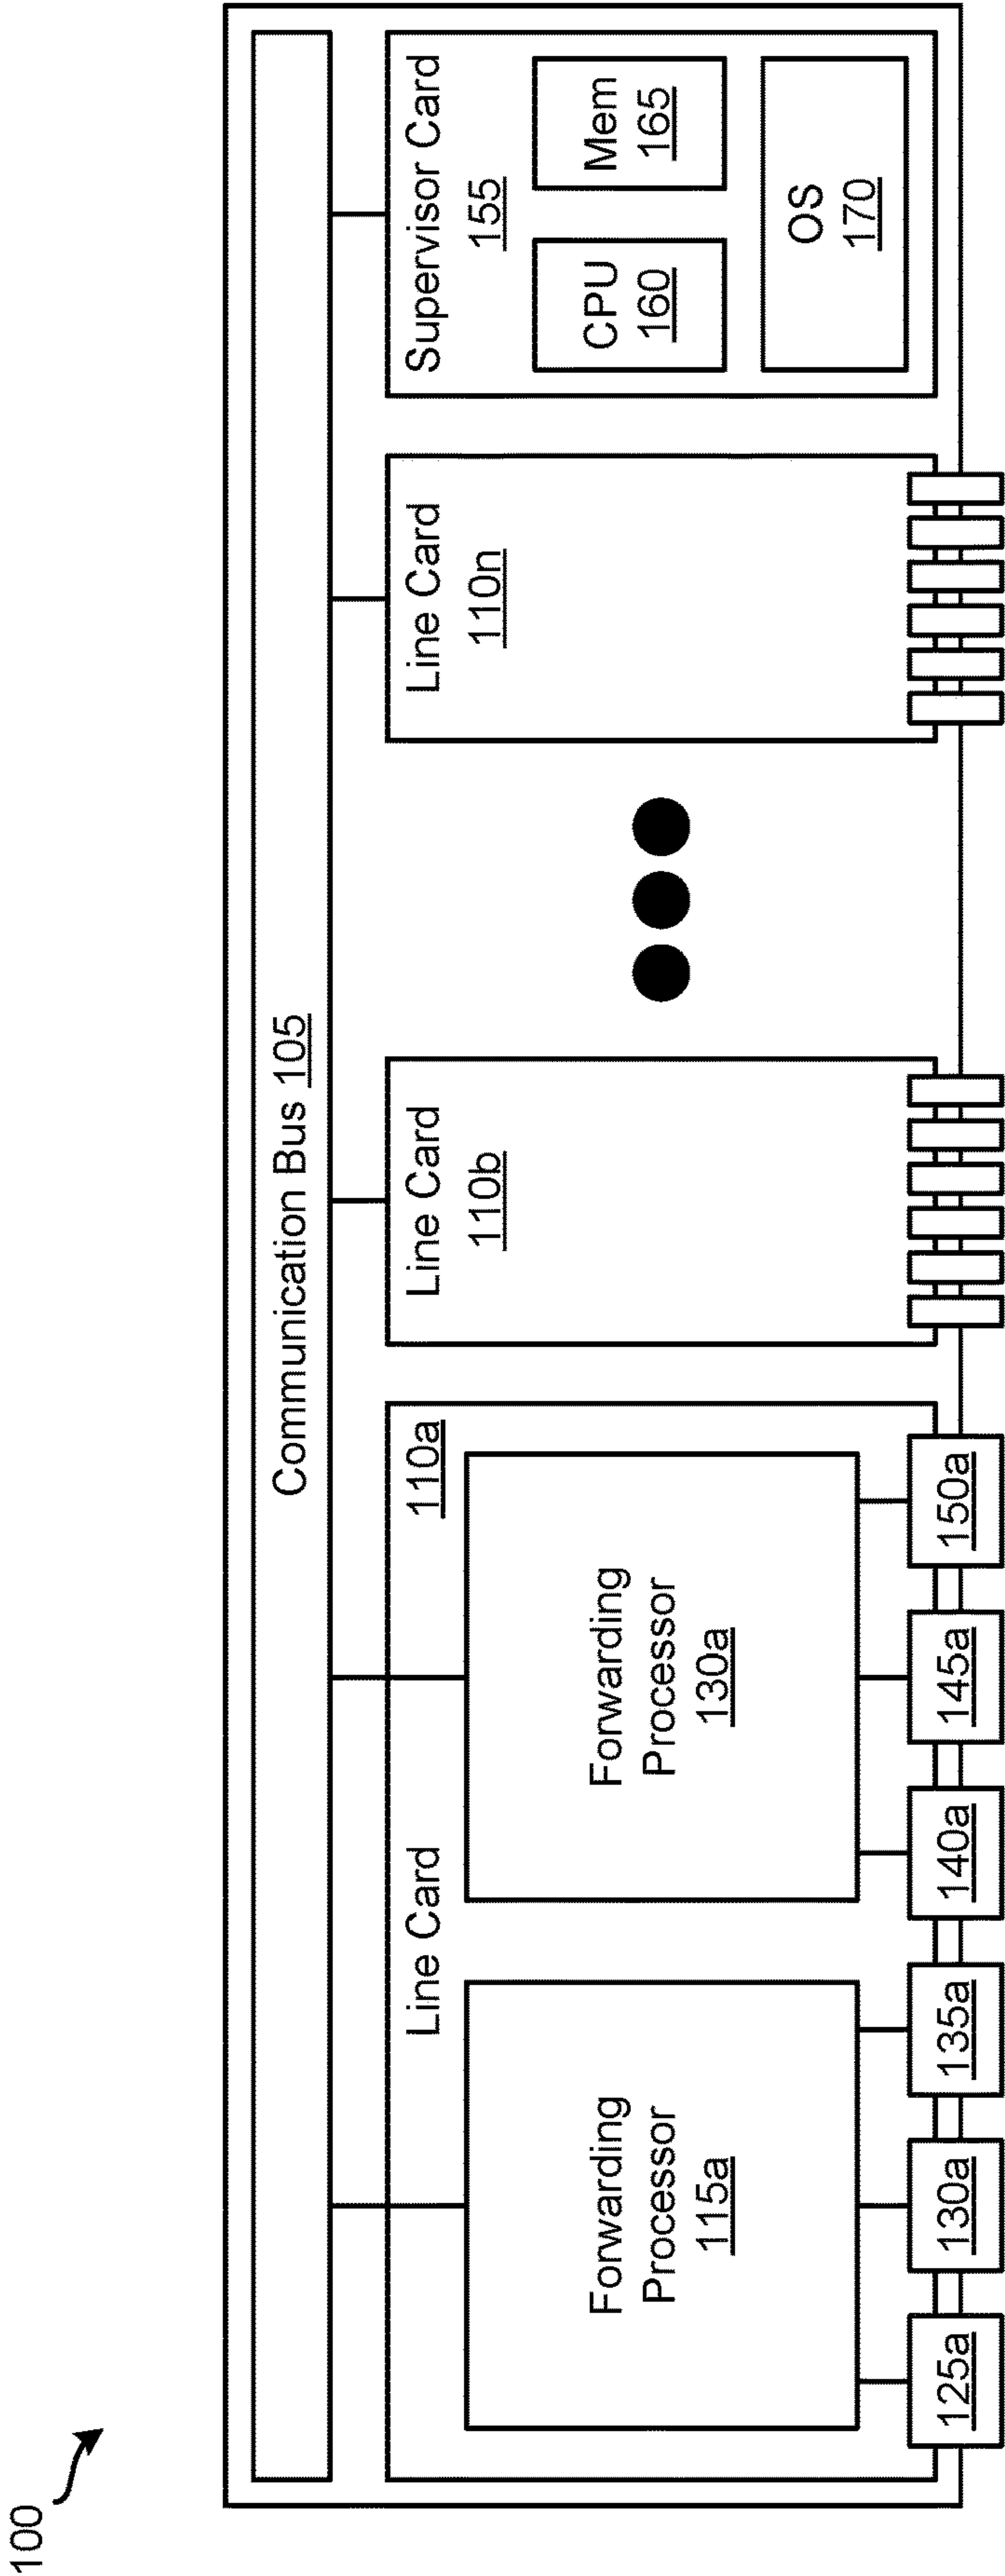 100
Communication Bus 105
Line Card
110a
Forwarding
Processor
115a
Forwarding
Processor
130a
125a
130a
135a
140a
145a
150a
Line Card
110b
Line Card
110n
Supervisor Card
155
CPU
160
Mem
165
OS
170